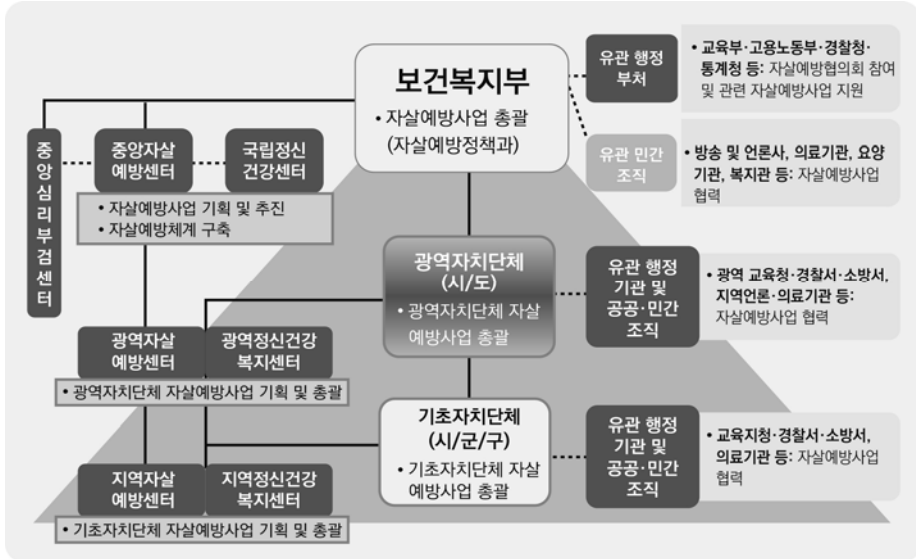 보건복지부
• 자살예방사업 총괄
(자살예방정책과)
유관 행정
부처
• 교육부·고용노동부·경찰청·
통계청 등: 자살예방협의회 참여
및 관련 자살예방사업 지원
유관 민간
조직
• 방송 및 언론사, 의료기관, 요양
기관, 복지관 등: 자살예방사업
협력
중앙심리부검센터
중앙자살
예방센터
국립정신
건강센터
• 자살예방사업 기획 및 추진
• 자살예방체계 구축
광역자치단체
(시/도)
• 광역자치단체 자살
예방사업 총괄
유관 행정
기관 및
공공·민간
조직
• 광역 교육청·경찰서·소방서,
지역언론·의료기관 등:
자살예방사업 협력
광역자살
예방센터
광역정신건강
복지센터
• 광역자치단체 자살예방사업 기획 및 총괄
기초자치단체
(시/군/구)
• 기초자치단체 자살
예방사업 총괄
유관 행정
기관 및
공공·민간
조직
• 교육지청·경찰서·소방서,
의료기관 등: 자살예방사업
협력
지역자살
예방센터
지역정신건강
복지센터
• 기초자치단체 자살예방사업 기획 및 총괄